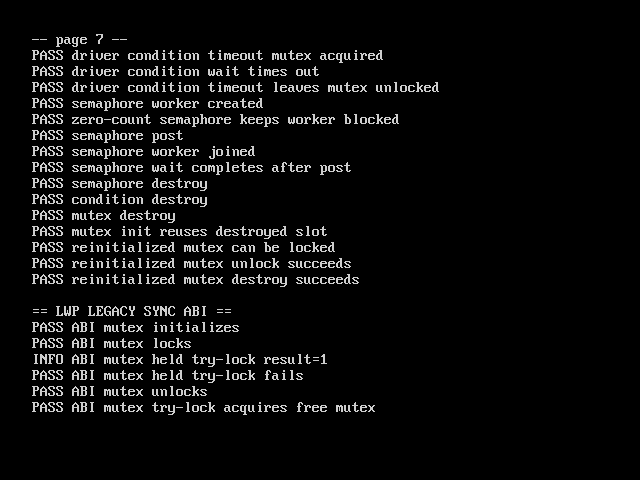 -- page 7 --
PASS driver condition timeout mutex acquired
PASS driver condition wait times out
PASS driver condition timeout leaves mutex unlocked
PASS semaphore worker created
PASS zero-count semaphore keeps worker blocked
PASS semaphore post
PASS semaphore worker joined
PASS semaphore wait completes after post
PASS semaphore destroy
PASS condition destroy
PASS mutex destroy
PASS mutex init reuses destroyed slot
PASS reinitialized mutex can be locked
PASS reinitialized mutex unlock succeeds
PASS reinitialized mutex destroy succeeds
== LWP LEGACY SYNC ABI ==
PASS ABI mutex initializes
PASS ABI mutex locks
INFO ABI mutex held try-lock result=1
PASS ABI mutex held try-lock fails
PASS ABI mutex unlocks
PASS ABI mutex try-lock acquires free mutex